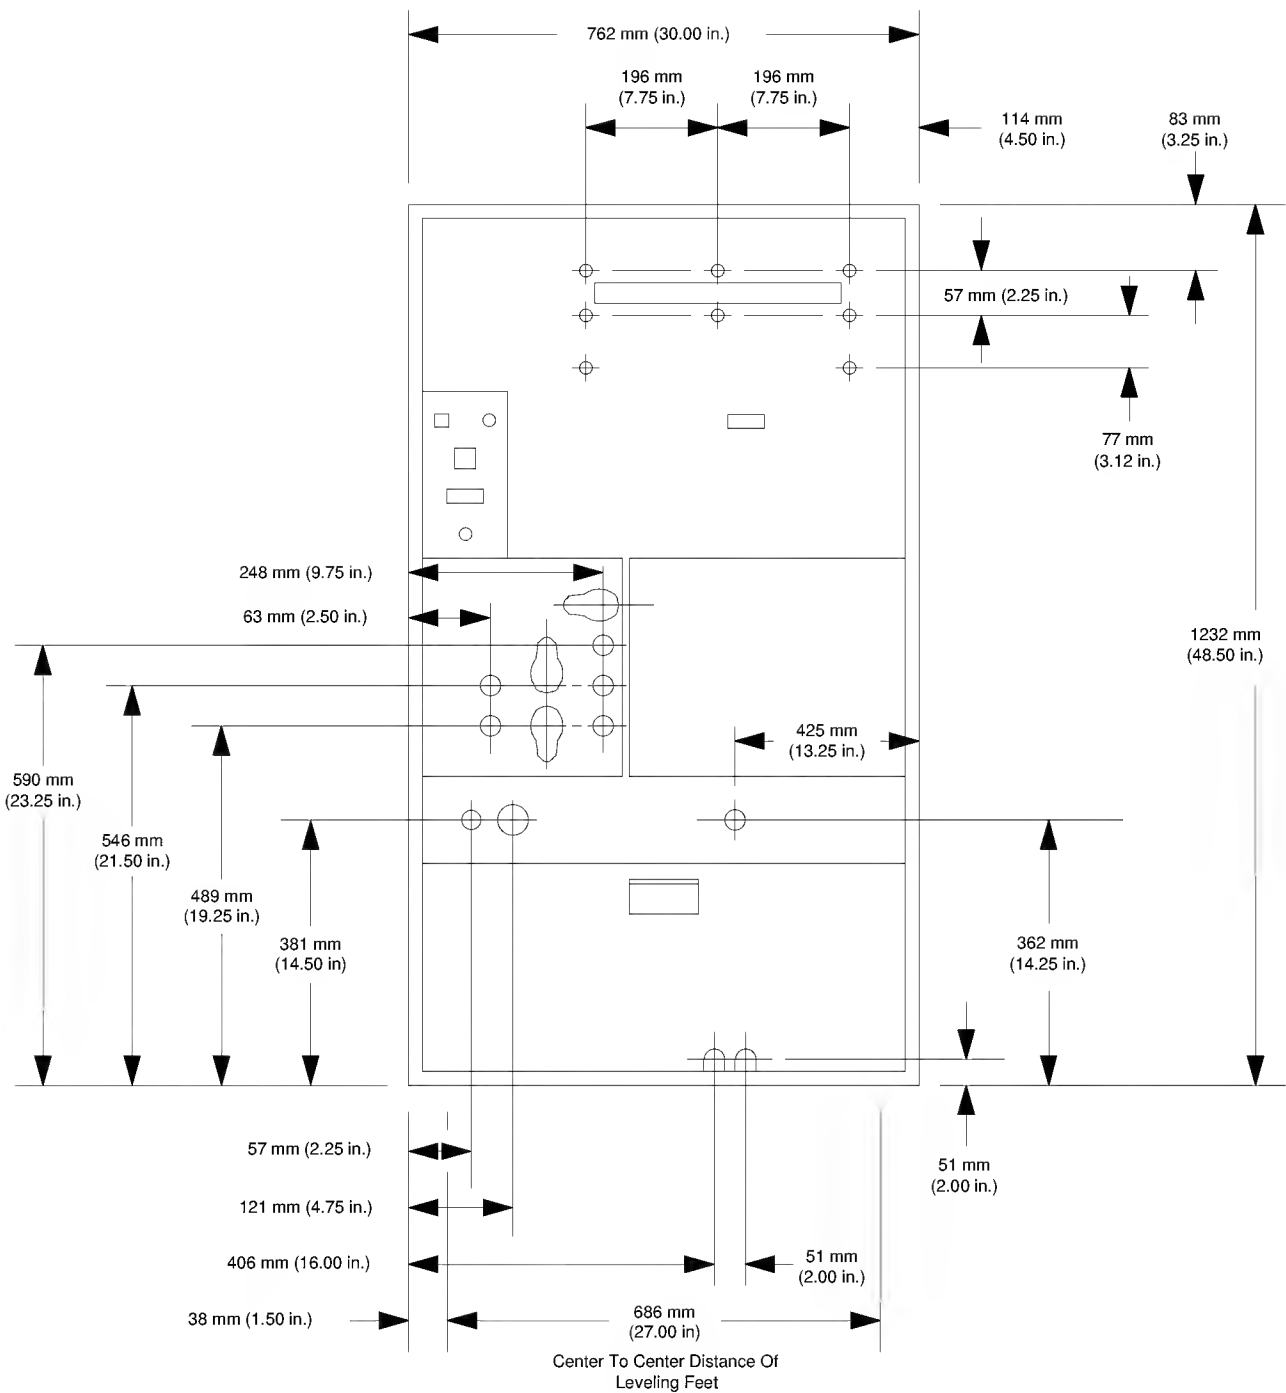 762 mm (30.00 in.)
196 mm
(7.75 in.)
196 mm
(7.75 in.)
114 mm
(4.50 in.)
83 mm
(3.25 in.)
57 mm (2.25 in.)
77 mm
(3.12 in.)
248 mm (9.75 in.)
63 mm (2.50 in.)
1232 mm
(48.50 in.)
425 mm
(13.25 in.)
590 mm
(23.25 in.)
546 mm
(21.50 in.)
489 mm
(19.25 in.)
381 mm
(14.50 in)
362 mm
(14.25 in.)
57 mm (2.25 in.)
51 mm
(2.00 in.)
121 mm (4.75 in.)
406 mm (16.00 in.)
51 mm
(2.00 in.)
38 mm (1.50 in.)
686 mm
(27.00 in)
Center To Center Distance Of
Leveling Feet